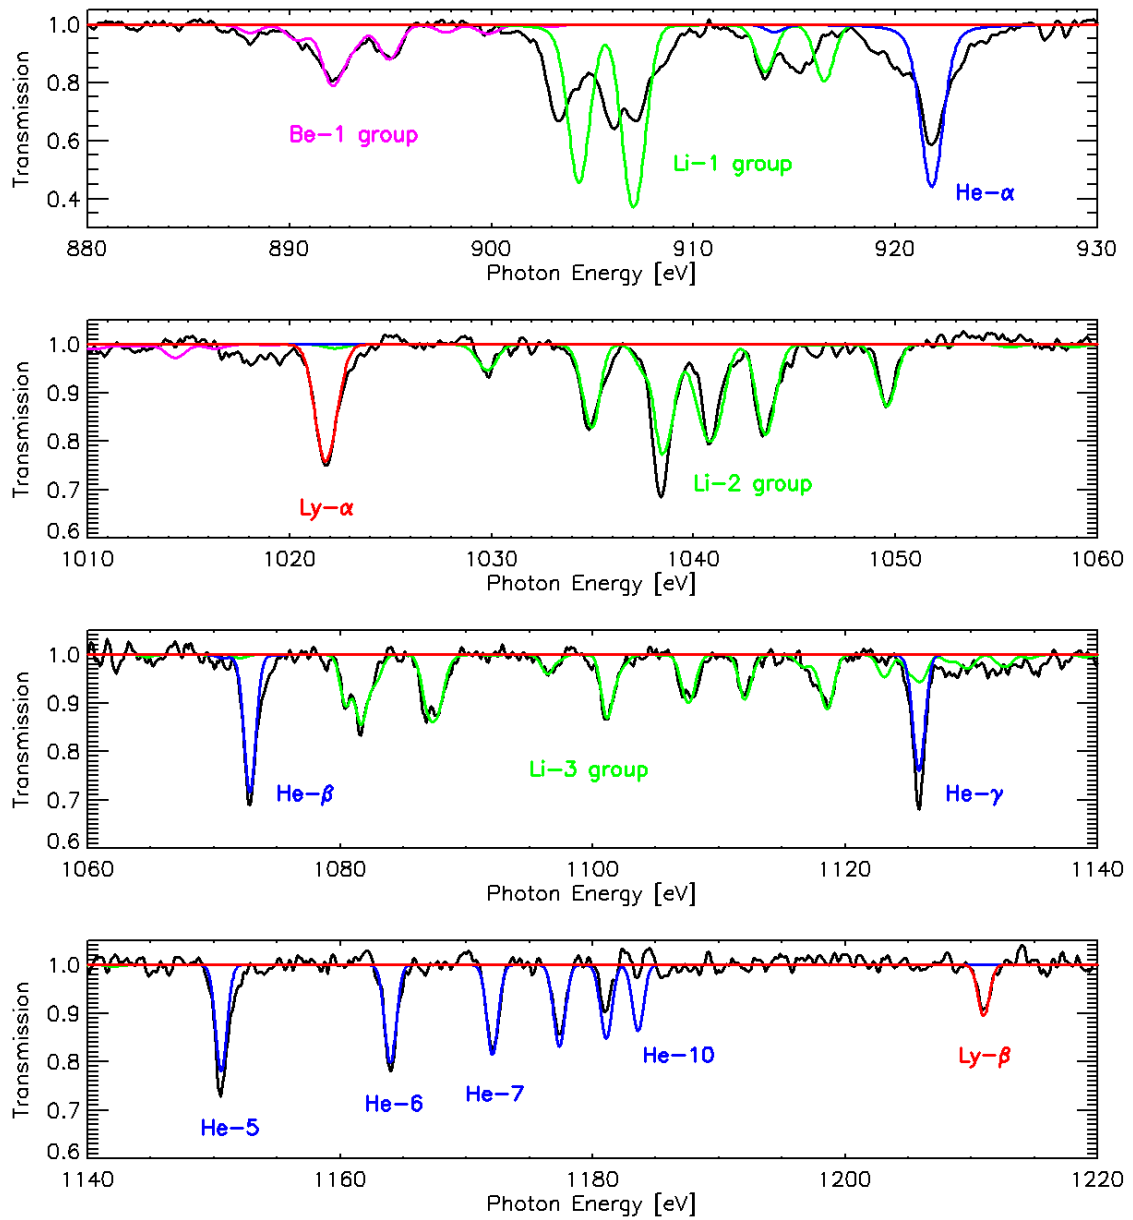 1.0
0.8
0.6
0.4
Transmission
Be-1 group
Li-1 group
He-α
880 890 900 910 920 930
Photon Energy [eV]
1.0
0.9
0.8
0.7
0.6
Transmission
Ly-α
Li-2 group
1010 1020 1030 1040 1050 1060
Photon Energy [eV]
1.0
0.9
0.8
0.7
0.6
Transmission
He-β
Li-3 group
He-γ
1060 1080 1100 1120 1140
Photon Energy [eV]
1.0
0.9
0.8
0.7
0.6
Transmission
He-5
He-6
He-7
He-10
Ly-β
1140 1160 1180 1200 1220
Photon Energy [eV]